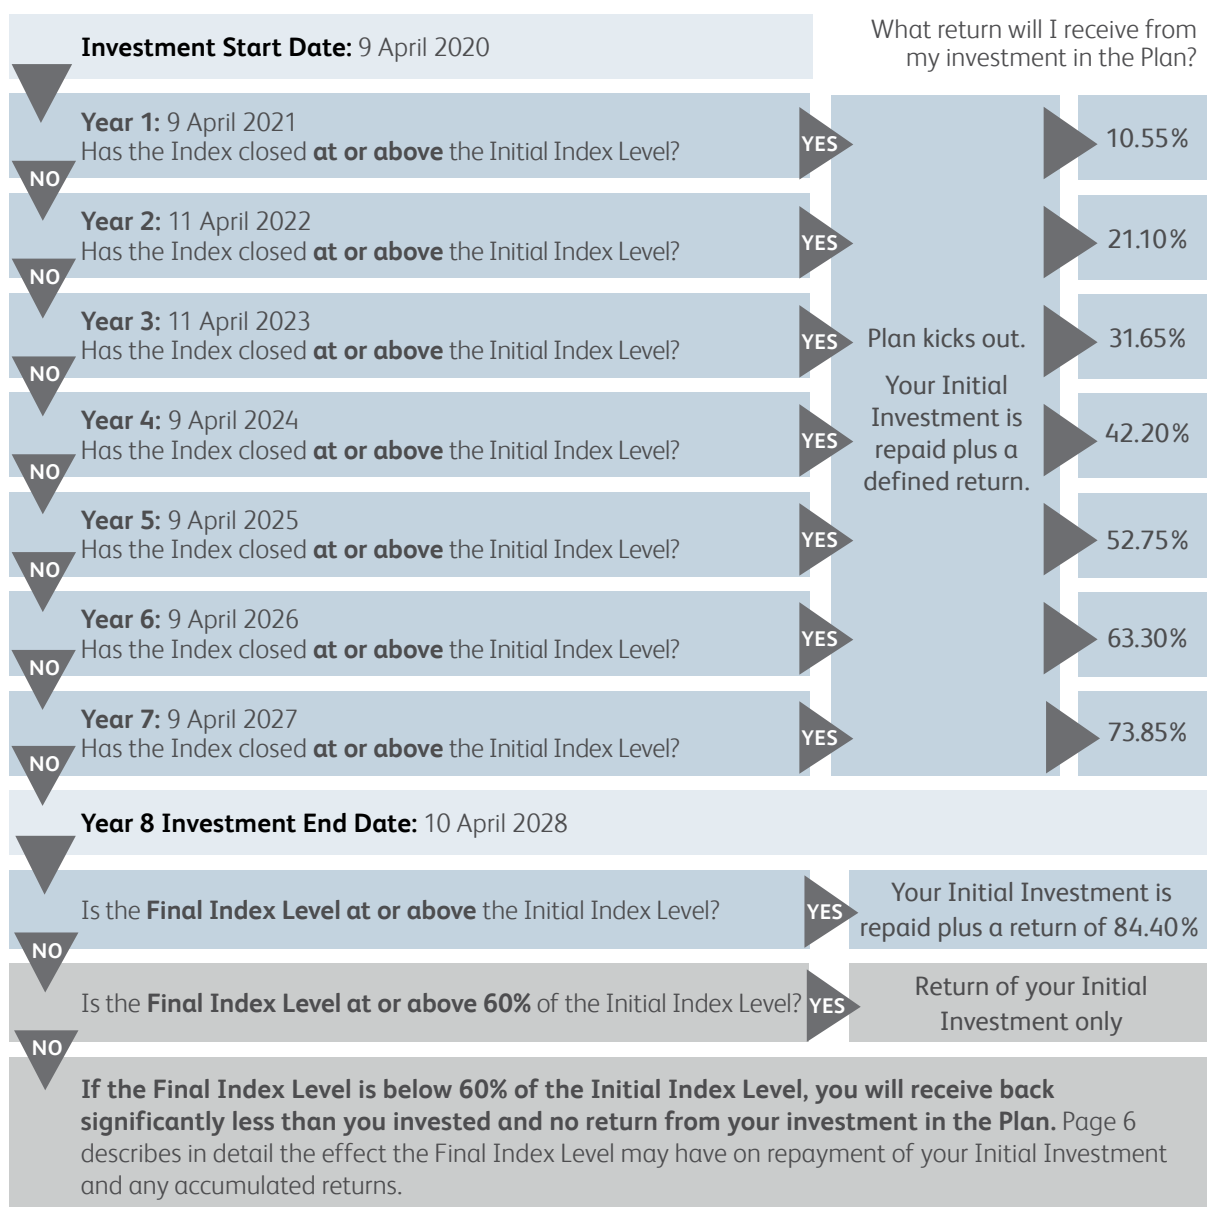 What return will I receive from
my investment in the Plan?
Investment Start Date: 9 April 2020
Year 1: 9 April 2021
Has the Index closed at or above the Initial Index Level?
YES
10.55%
NO
Year 2: 11 April 2022
Has the Index closed at or above the Initial Index Level?
YES
21.10%
NO
Year 3: 11 April 2023
Has the Index closed at or above the Initial Index Level?
YES
31.65%
NO
Year 4: 9 April 2024
Has the Index closed at or above the Initial Index Level?
YES
42.20%
NO
Year 5: 9 April 2025
Has the Index closed at or above the Initial Index Level?
YES
52.75%
NO
Year 6: 9 April 2026
Has the Index closed at or above the Initial Index Level?
YES
63.30%
NO
Year 7: 9 April 2027
Has the Index closed at or above the Initial Index Level?
YES
73.85%
NO
Plan kicks out.
Your Initial
Investment is
repaid plus a
defined return.
Year 8 Investment End Date: 10 April 2028
Is the Final Index Level at or above the Initial Index Level?
YES
Your Initial Investment is
repaid plus a return of 84.40%
NO
Is the Final Index Level at or above 60% of the Initial Index Level?
YES
Return of your Initial
Investment only
NO
If the Final Index Level is below 60% of the Initial Index Level, you will receive back
significantly less than you invested and no return from your investment in the Plan. Page 6
describes in detail the effect the Final Index Level may have on repayment of your Initial Investment
and any accumulated returns.